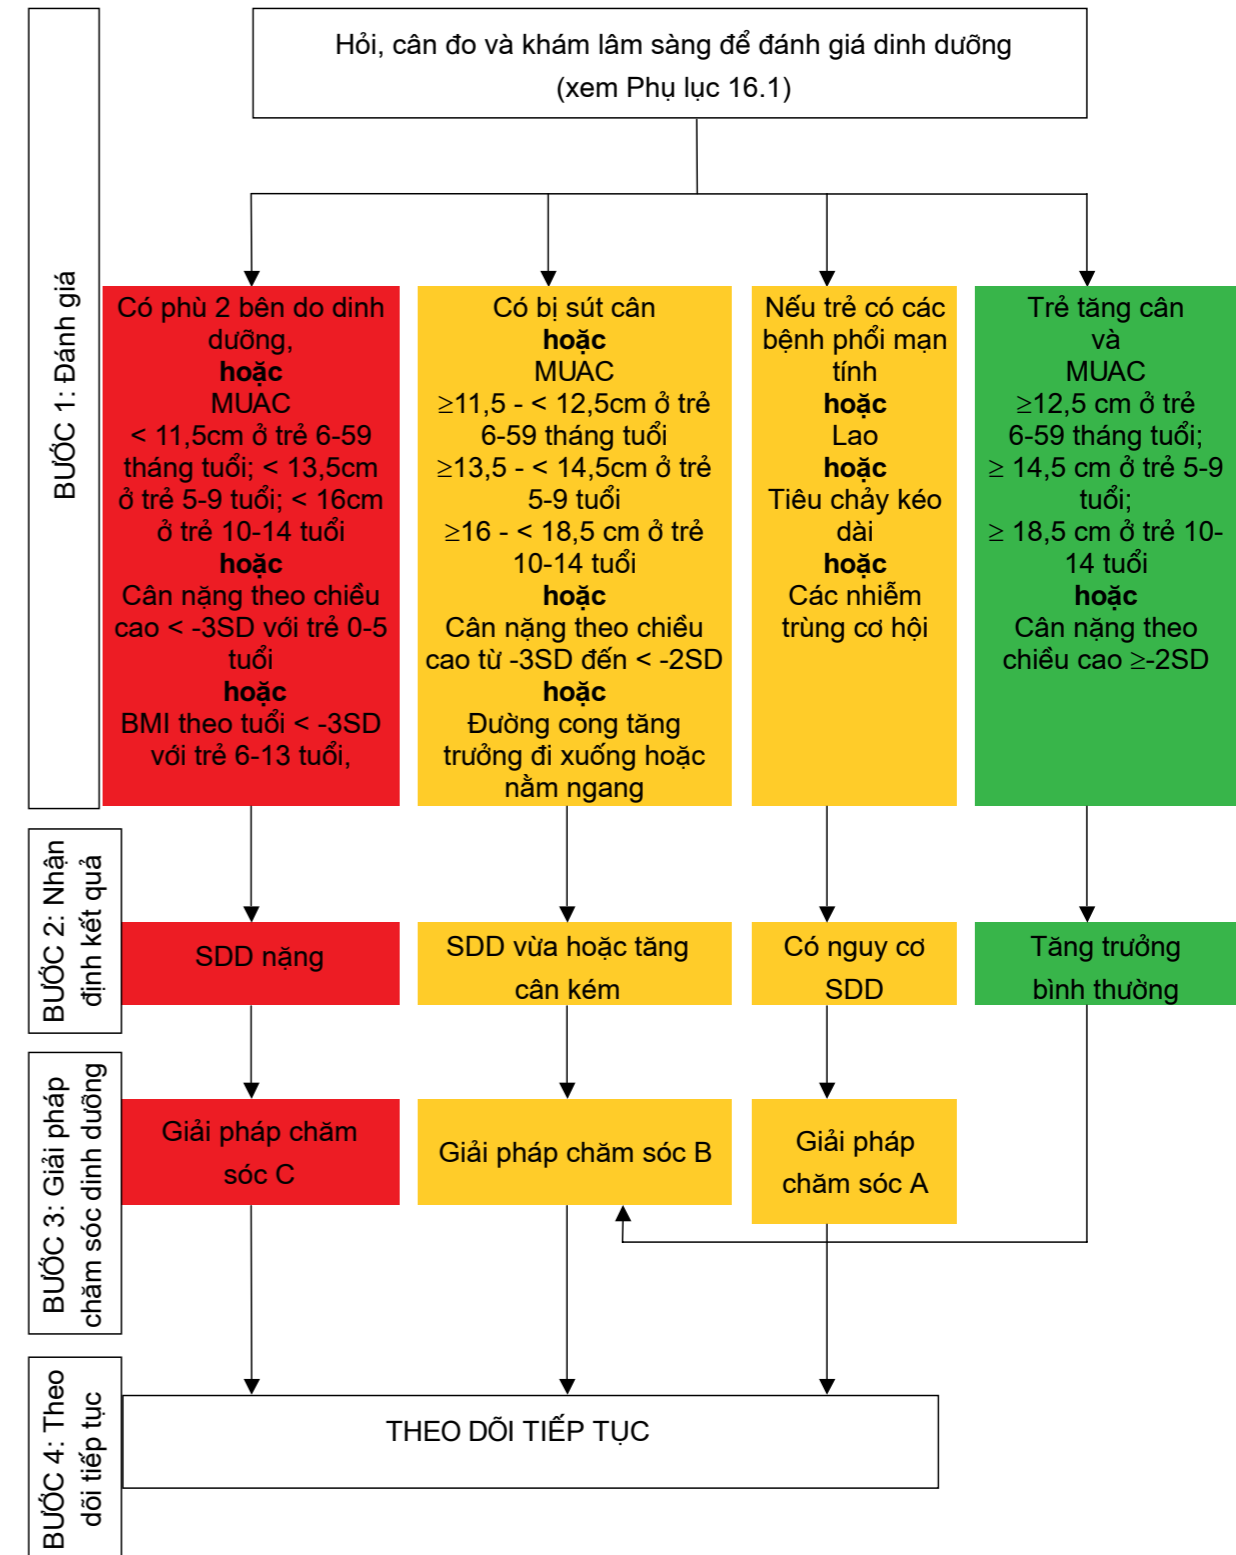 Hỏi, cân đo và khám lâm sàng để đánh giá dinh dưỡng
(xem Phụ lục 16.1)
BƯỚC 1: Đánh giá
Có phù 2 bên do dinh
dưỡng,
hoặc
MUAC
< 11,5cm ở trẻ 6-59
tháng tuổi; < 13,5cm
ở trẻ 5-9 tuổi; < 16cm
ở trẻ 10-14 tuổi
hoặc
Cân nặng theo chiều
cao < -3SD với trẻ 0-5
tuổi
hoặc
BMI theo tuổi < -3SD
với trẻ 6-13 tuổi,
Có bị sút cân
hoặc
MUAC
≥11,5 - < 12,5cm ở trẻ
6-59 tháng tuổi
≥13,5 - < 14,5cm ở trẻ
5-9 tuổi
≥16 - < 18,5 cm ở trẻ
10-14 tuổi
hoặc
Cân nặng theo chiều
cao từ -3SD đến < -2SD
hoặc
Đường cong tăng
trưởng đi xuống hoặc
nằm ngang
Nếu trẻ có các
bệnh phổi mạn
tính
hoặc
Lao
hoặc
Tiêu chảy kéo
dài
hoặc
Các nhiễm
trùng cơ hội
Trẻ tăng cân
và
MUAC
≥12,5 cm ở trẻ
6-59 tháng tuổi;
≥ 14,5 cm ở trẻ 5-9
tuổi;
≥ 18,5 cm ở trẻ 10-
14 tuổi
hoặc
Cân nặng theo
chiều cao ≥-2SD
BƯỚC 2: Nhận
định kết quả
SDD nặng
SDD vừa hoặc tăng
cân kém
Có nguy cơ
SDD
Tăng trưởng
bình thường
BƯỚC 3: Giải pháp
chăm sóc dinh dưỡng
Giải pháp chăm
sóc C
Giải pháp chăm sóc B
Giải pháp
chăm sóc A
BƯỚC 4: Theo
dõi tiếp tục
THEO DÕI TIẾP TỤC